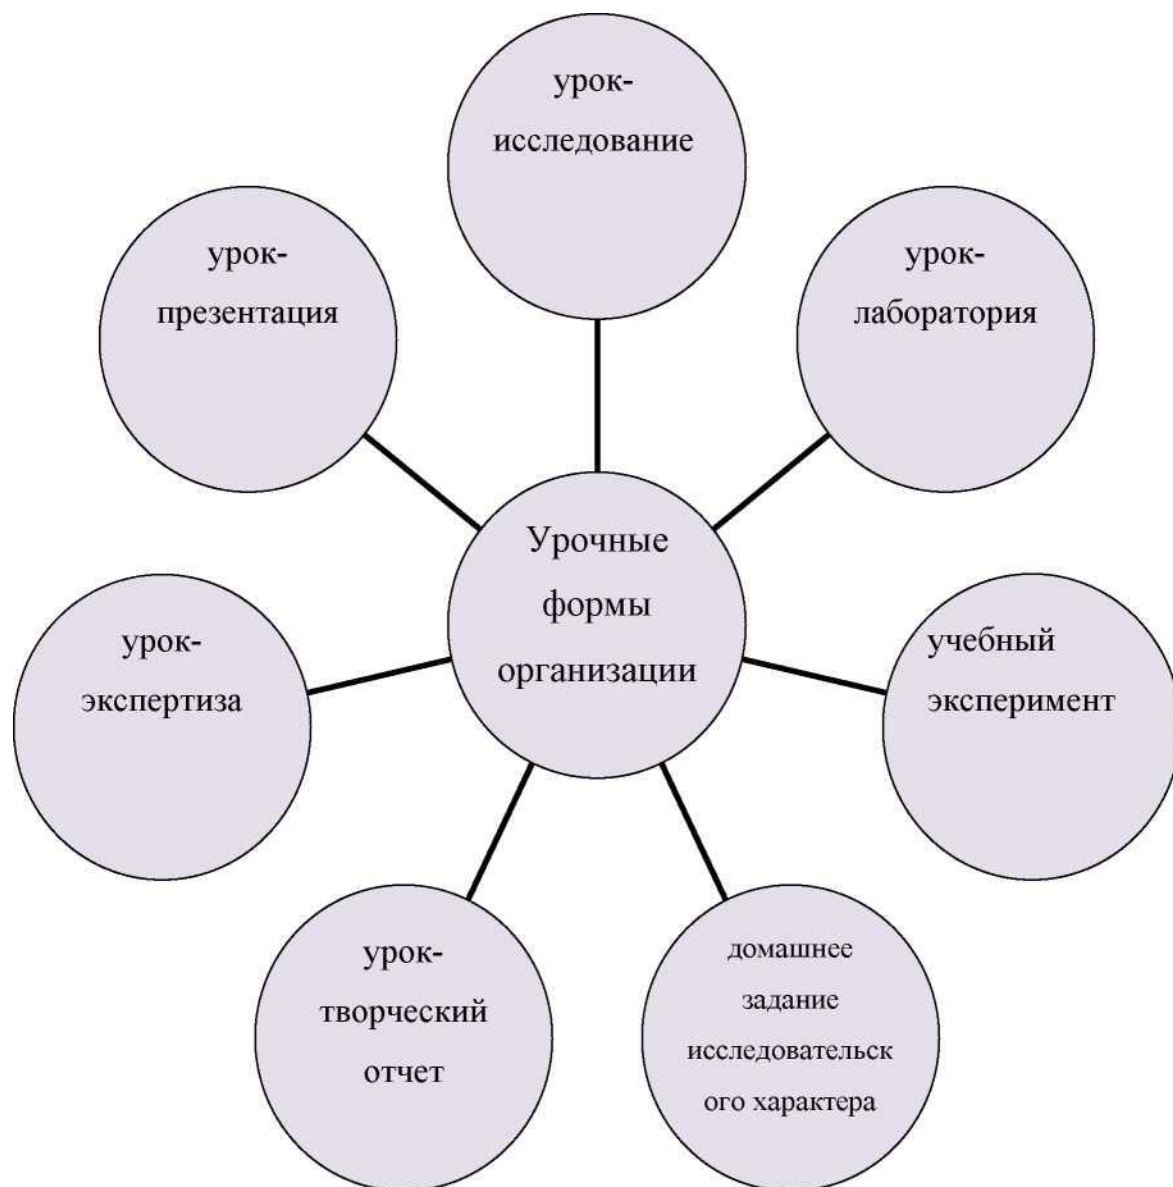 урок-
исследование
урок-
презентация
урок-
лаборатория
Урочные
формы
организации
урок-
экспертиза
учебный
эксперимент
урок-
творческий
отчет
домашнее
задание
исследовательск
ого характера